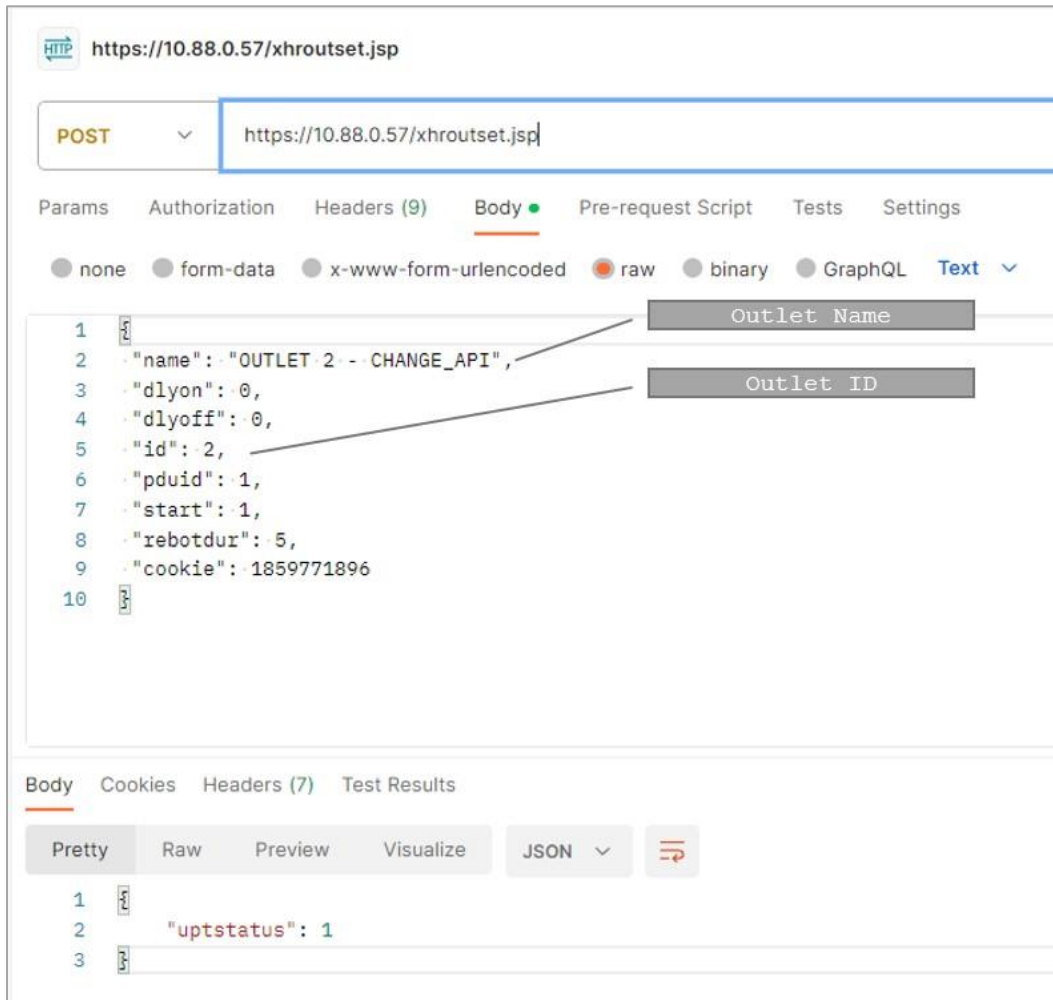 HTTP https://10.88.0.57/xhroutset.jsp
POST https://10.88.0.57/xhroutset.jsp
Params Authorization Headers (9) Body Pre-request Script Tests Settings
none form-data x-www-form-urlencoded raw binary GraphQL Text
Outlet Name
1 {
2 "name": "OUTLET 2 - CHANGE_API",
Outlet ID
3 "dlyon": 0,
4 "dlyoff": 0,
5 "id": 2,
6 "pduid": 1,
7 "start": 1,
8 "rebotdur": 5,
9 "cookie": 1859771896
10 }
Body Cookies Headers (7) Test Results
Pretty Raw Preview Visualize JSON
1 {
2 "uptstatus": 1
3 }